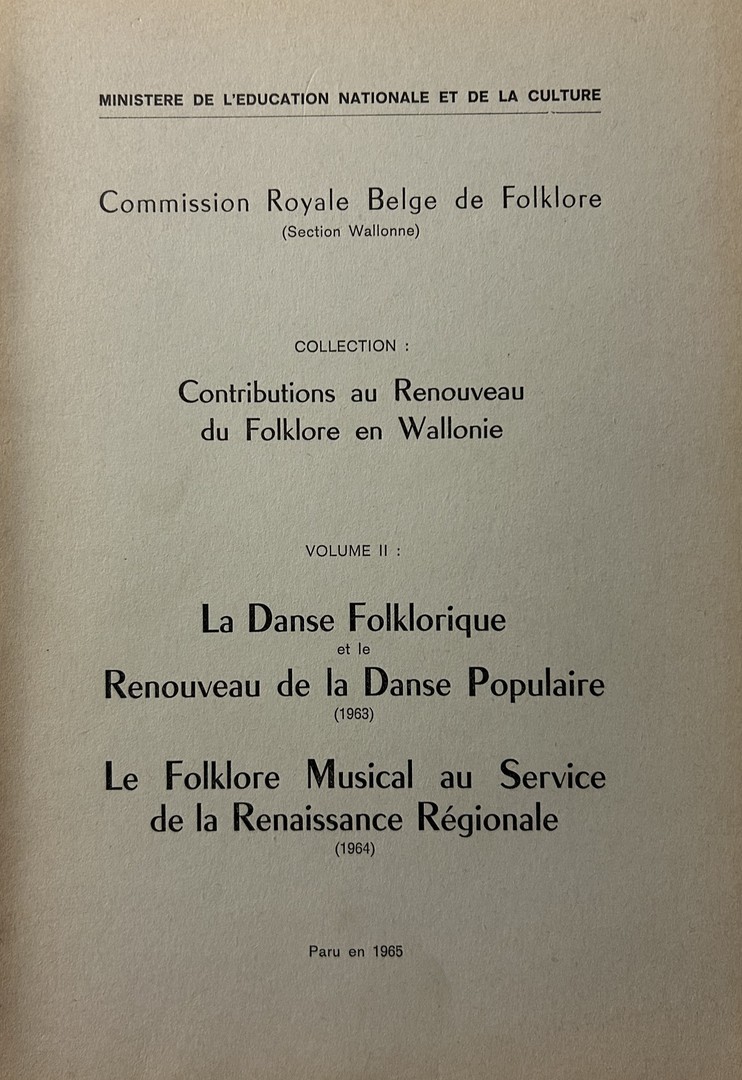 MINISTERE DE L'EDUCATION NATIONALE ET DE LA CULTURE
Commission Royale Belge de Folklore
(Section Wallonne)
COLLECTION :
Contributions au Renouveau
du Folklore en Wallonie
VOLUME II :
La Danse Folklorique
et le
Renouveau de la Danse Populaire
(1963)
Le Folklore Musical au Service
de la Renaissance Régionale
(1964)
Paru en 1965